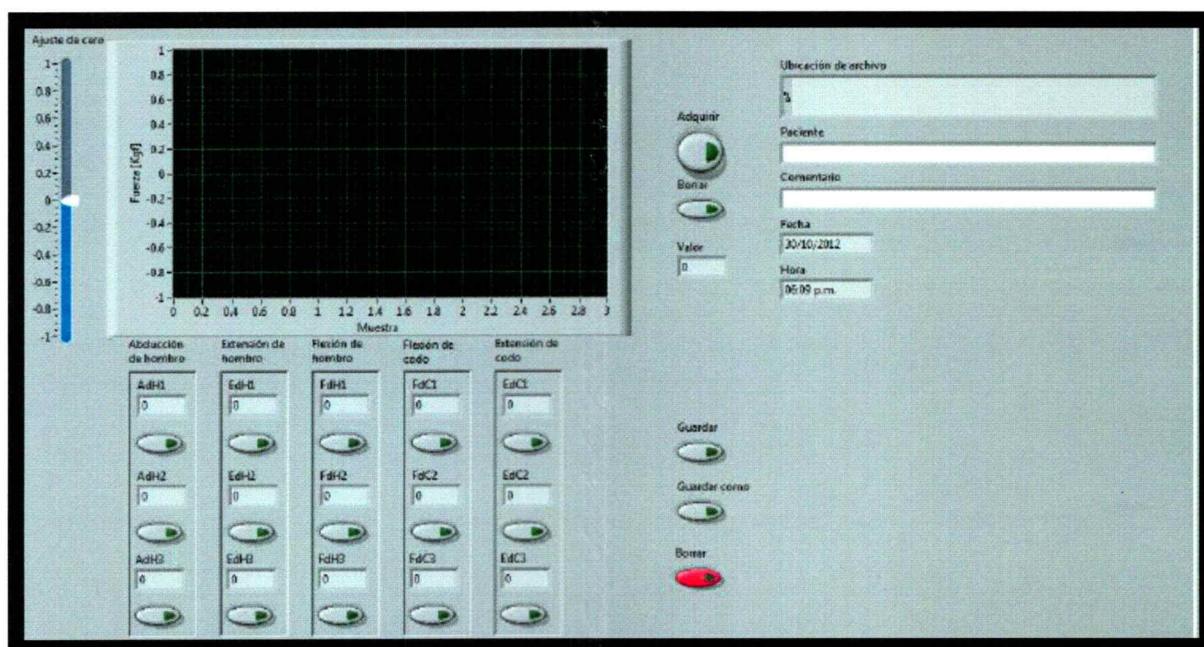 Ajuste de cero
1
0.8
0.6
0.4
0.2
0
-0.2
-0.4
-0.6
-0.8
-1
Fuerza [Kgf]
1
0.8
0.6
0.4
0.2
0
-0.2
-0.4
-0.6
-0.8
-1
0 0.2 0.4 0.6 0.8 1 1.2 1.4 1.6 1.8 2 2.2 2.4 2.6 2.8 3
Muestra
Adquirir
Borrar
Valor
0
Ubicación de archivo
Paciente
Comentario
Fecha
30/10/2012
Hora
06:09 p.m.
Abducción de hombro
Extensión de hombro
Flexión de hombro
Flexión de codo
Extensión de codo
AdH1 EdH1 FdH1 FdC1 EdC1
0 0 0 0 0
AdH2 EdH2 FdH2 FdC2 EdC2
0 0 0 0 0
AdH3 EdH3 FdH3 FdC3 EdC3
0 0 0 0 0
Guardar
Guardar como
Borrar